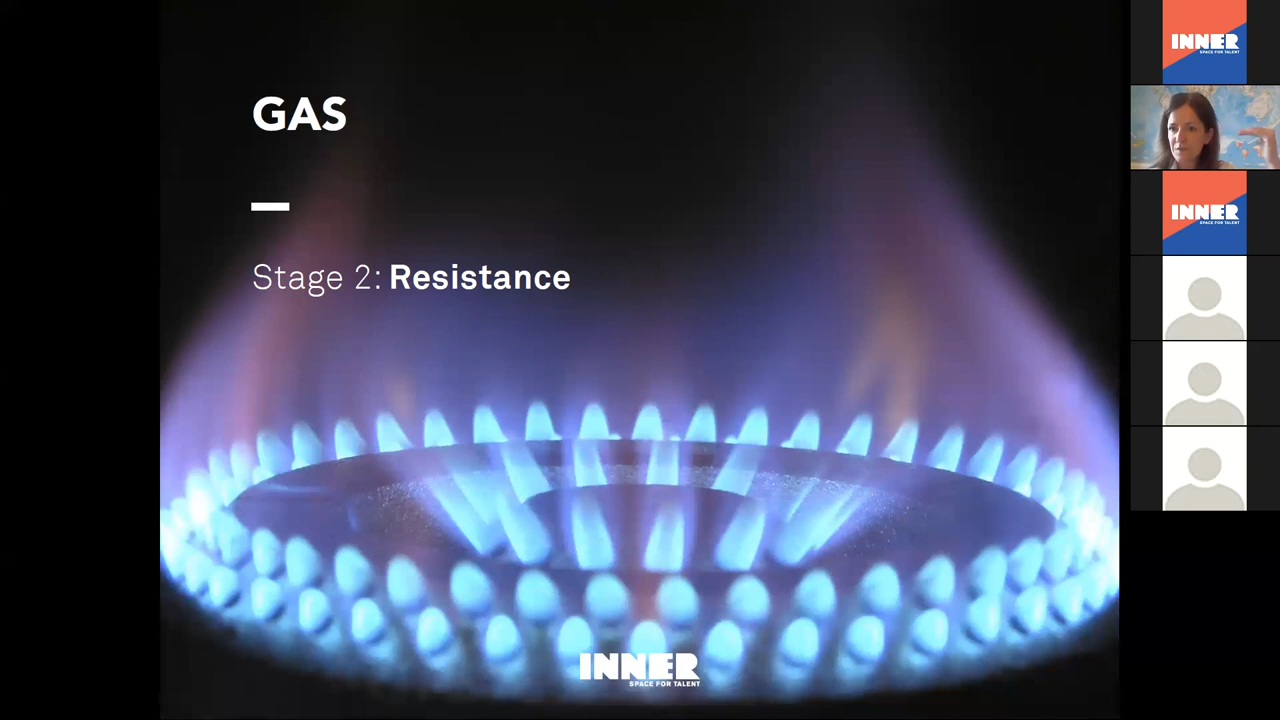 GAS
Stage 2: Resistance
INNER
SPACE FOR TALENT
INNER
SPACE FOR TALENT
INNER
SPACE FOR TALENT